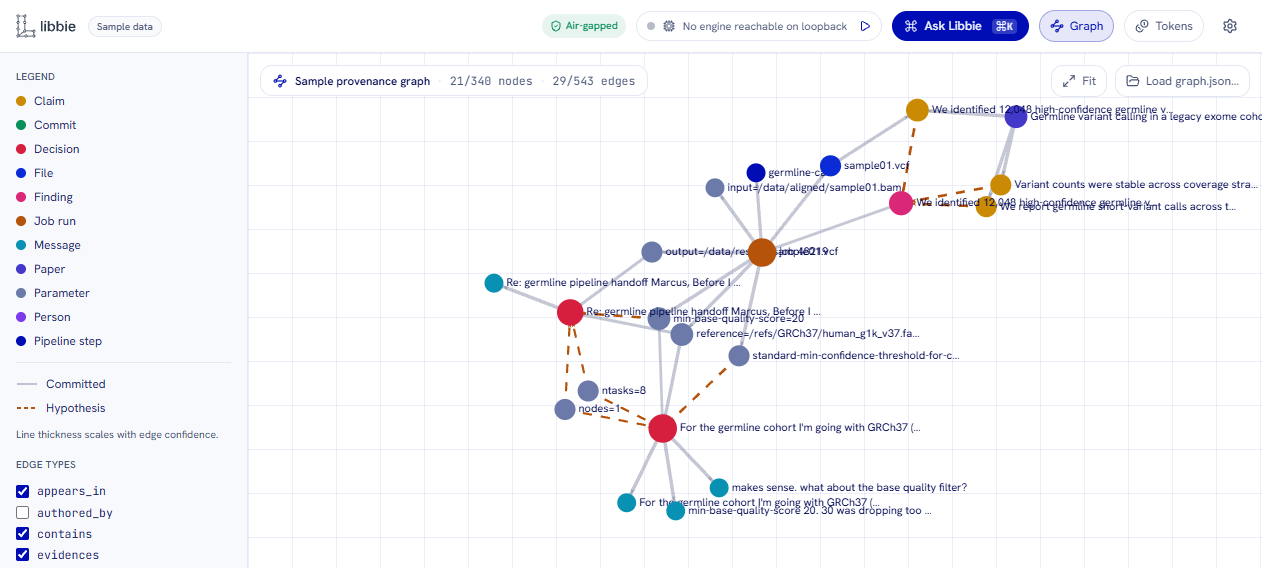 libbie
Sample data
Air-gapped
No engine reachable on loopback
Ask Libbie ⌘K
Graph
Tokens
LEGEND
Claim
Commit
Decision
File
Finding
Job run
Message
Paper
Parameter
Person
Pipeline step
Committed
Hypothesis
Line thickness scales with edge confidence.
EDGE TYPES
appears_in
authored_by
contains
evidences
Sample provenance graph · 21/340 nodes · 29/543 edges
Fit
Load graph.json...
We identified 12,048 high-confidence germline v...
Germline variant calling in a legacy exome coho
sample01.vcf
germline-ca
input=/data/aligned/sample01.bam
Variant counts were stable across coverage stra...
We identified 12,048 high-confidence germline v...
We report germline short-variant calls across t...
output=/data/res
job 48219
Re: germline pipeline handoff Marcus, Before I ...
Re: germline pipeline handoff Marcus, Before I ...
min-base-quality-score=20
reference=/refs/GRCh37/human_g1k_v37.fa...
standard-min-confidence-threshold-for-c...
ntasks=8
nodes=1
For the germline cohort I'm going with GRCh37 (...
makes sense. what about the base quality filter?
For the germline cohort I'm going with GRCh37 (...
min-base-quality-score 20. 30 was dropping too ...